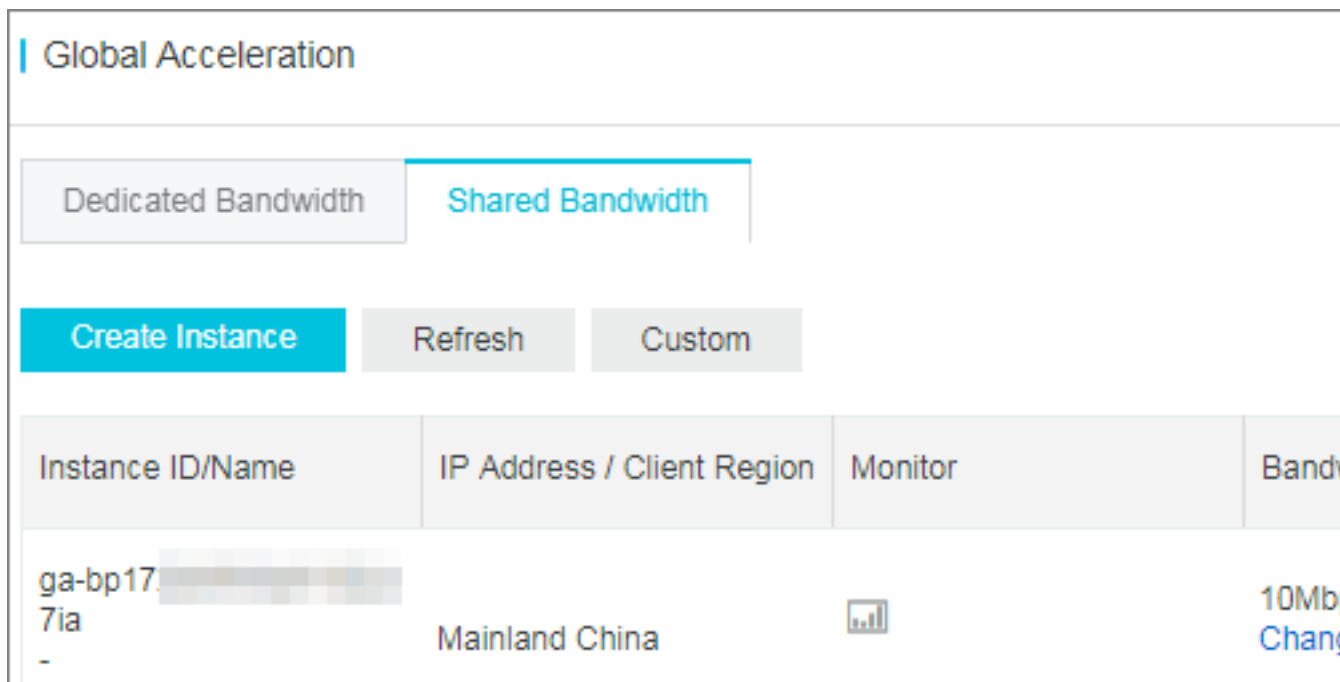 Global Acceleration
Dedicated Bandwidth Shared Bandwidth
Create Instance Refresh Custom
Instance ID/Name IP Address / Client Region Monitor
ga-bp17
7ia
-
Mainland China